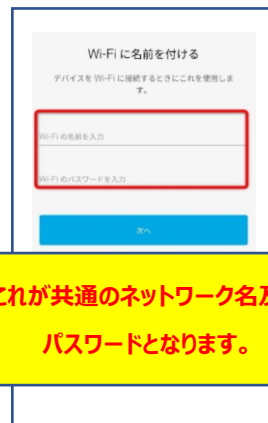 Wi-Fi に名前を付ける
デバイスを Wi-Fi に接続するときにこれを使用しま
す。
Wi-Fi の名前を入力
Wi-Fi のパスワードを入力
次へ
これが共通のネットワーク名及
パスワードとなります。